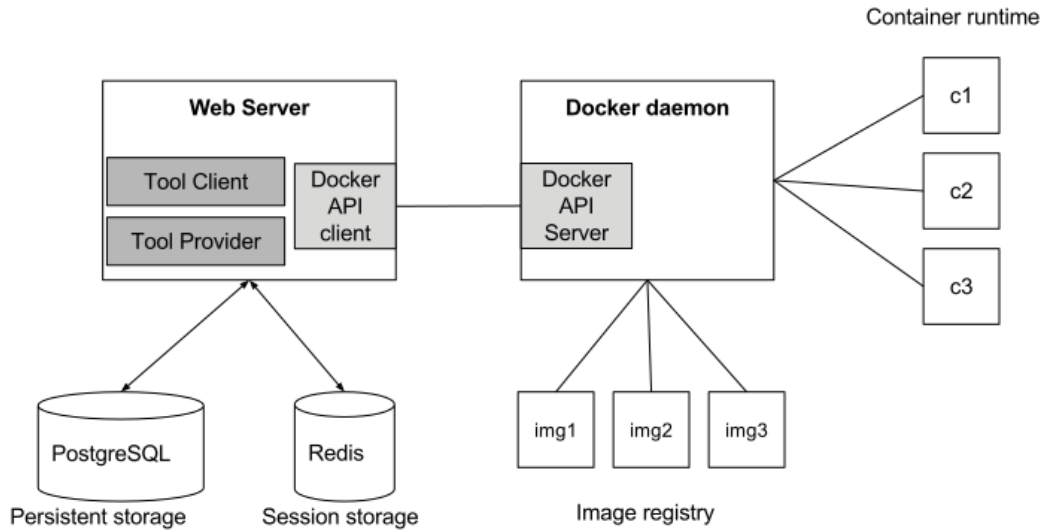 Container runtime
Web Server
Tool Client
Tool Provider
Docker
API
client
Docker daemon
Docker
API
Server
c1
c2
c3
PostgreSQL
Persistent storage
Redis
Session storage
img1
img2
img3
Image registry